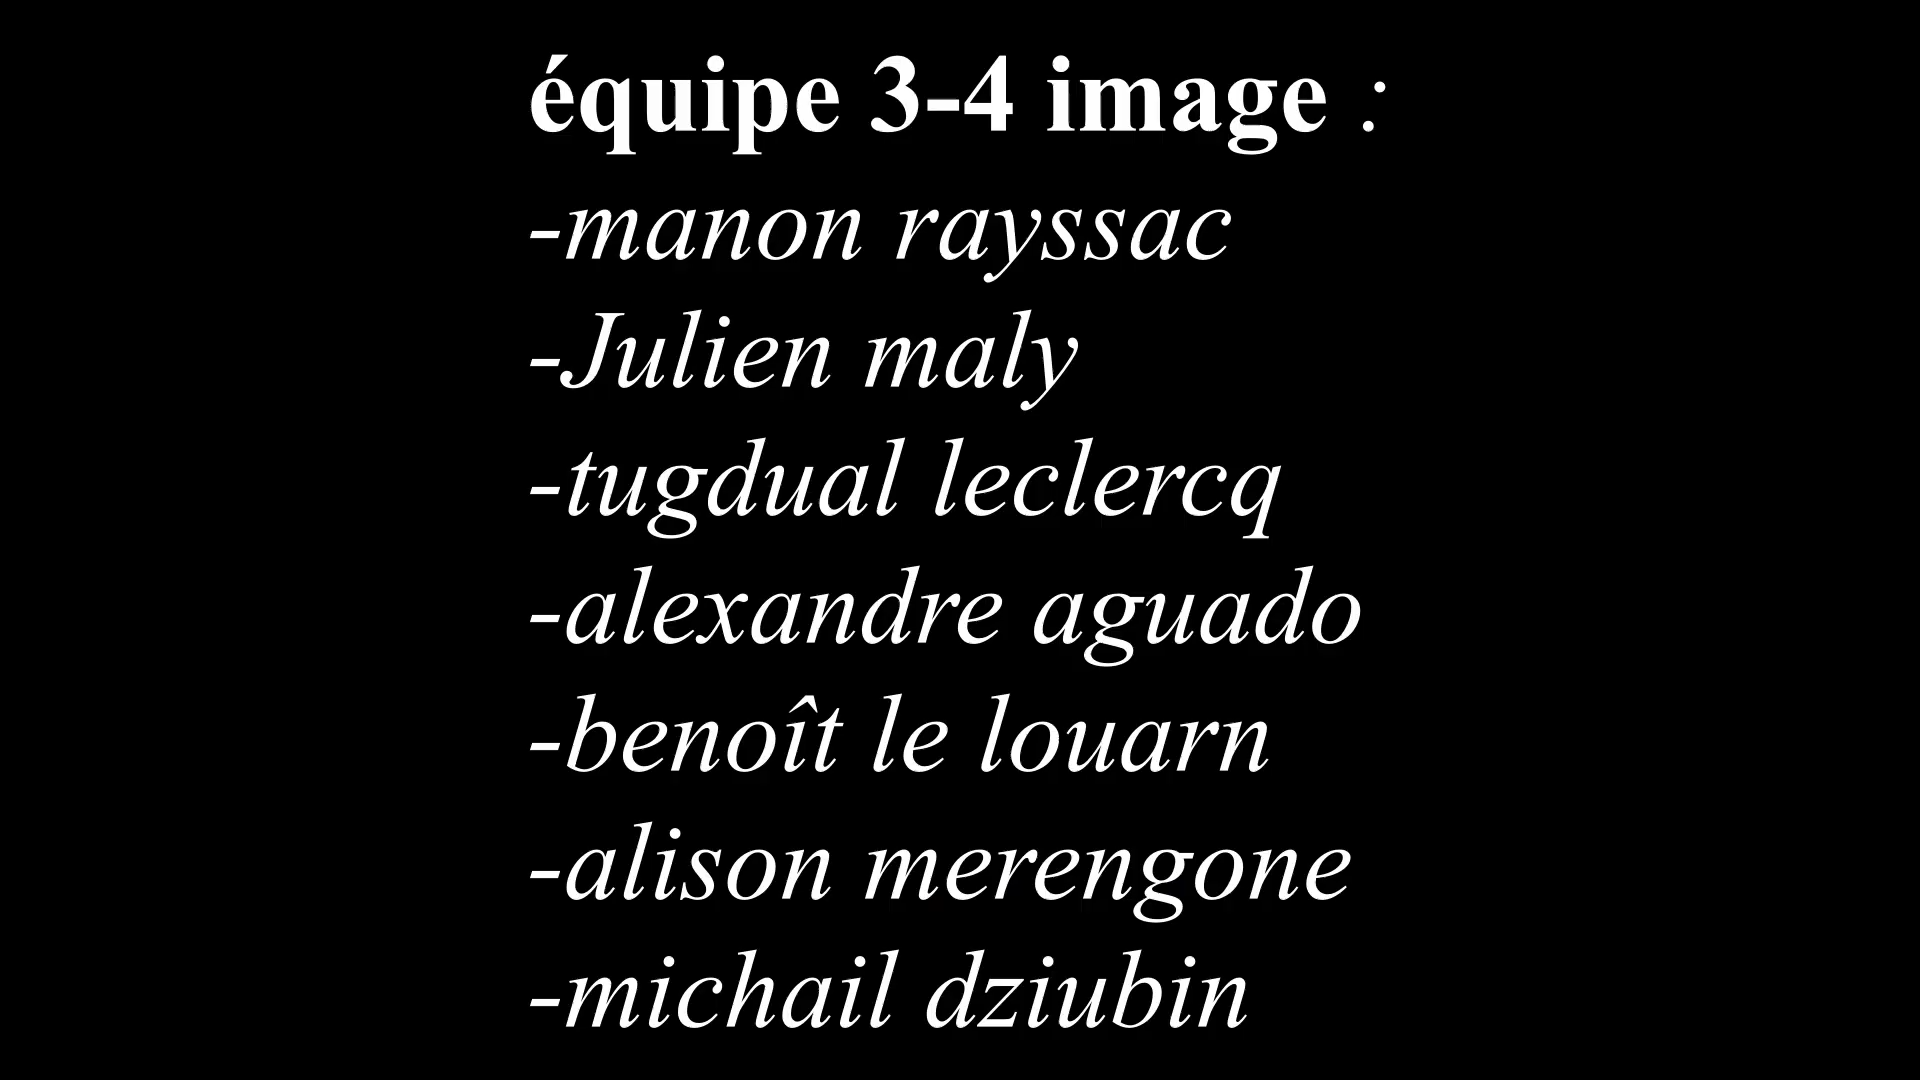 équipe 3-4 image :
-manon rayssac
-Julien maly
-tugdual leclercq
-alexandre aguado
-benoît le louarn
-alison merengone
-michail dziubin